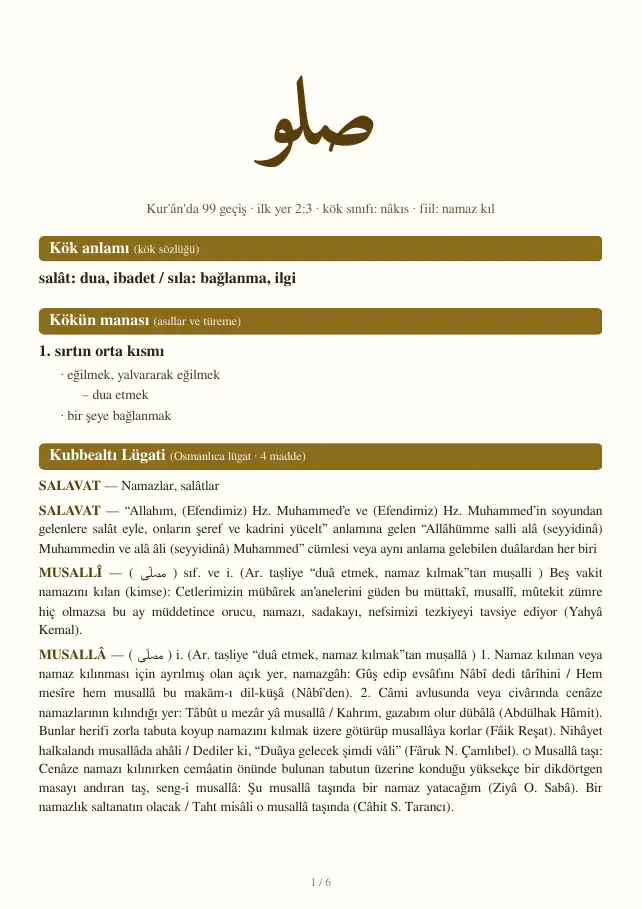 صلو
Kur'ân'da 99 geçiş · ilk yer 2:3 · kök sınıfı: nâkıs · fiil: namaz kıl
Kök anlamı (kök sözlüğü)
salât: dua, ibadet / sıla: bağlanma, ilgi
Kökün manası (asıllar ve türeme)
1. sırtın orta kısmı
· eğilmek, yalvararak eğilmek
– dua etmek
· bir şeye bağlanmak
Kubbealtı Lügati (Osmanlıca lügat · 4 madde)
SALAVAT — Namazlar, salâtlar
SALAVAT — “Allahım, (Efendimiz) Hz. Muhammed’e ve (Efendimiz) Hz. Muhammed’in soyundan
gelenlere salât eyle, onların şeref ve kadrini yücelt” anlamına gelen “Allâhümme salli alâ (seyyidinâ)
Muhammedin ve alâ âli (seyyidinâ) Muhammed” cümlesi veya aynı anlama gelebilen duâlardan her biri
MUSALLÎ — ( مصلّى ) sıf. ve i. (Ar. taṣliye “duâ etmek, namaz kılmak”tan muṣalli ) Beş vakit
namazını kılan (kimse): Cetlerimizin mübârek an’anelerini güden bu müttakî, musallî, mûtekit zümre
hiç olmazsa bu ay müddetince orucu, namazı, sadakayı, nefsimizi tezkiyeyi tavsiye ediyor (Yahyâ
Kemal).
MUSALLÂ — ( مصلّى ) i. (Ar. taṣliye “duâ etmek, namaz kılmak”tan muṣallā ) 1. Namaz kılınan veya
namaz kılınması için ayrılmış olan açık yer, namazgâh: Gûş edip evsâfını Nâbî dedi târîhini / Hem
mesîre hem musallâ bu makām-ı dil-küşâ (Nâbî’den). 2. Câmi avlusunda veya civârında cenâze
namazlarının kılındığı yer: Tâbût u mezâr yâ musallâ / Kahrım, gazabım olur dübâlâ (Abdülhak Hâmit).
Bunlar herifi zorla tabuta koyup namazını kılmak üzere götürüp musallâya korlar (Fâik Reşat). Nihâyet
halkalandı musallâda ahâli / Dediler ki, “Duâya gelecek şimdi vâli” (Fâruk N. Çamlıbel). ѻ Musallâ taşı:
Cenâze namazı kılınırken cemâatin önünde bulunan tabutun üzerine konduğu yüksekçe bir dikdörtgen
masayı andıran taş, seng-i musallâ: Şu musallâ taşında bir namaz yatacağım (Ziyâ O. Sabâ). Bir
namazlık saltanatın olacak / Taht misâli o musallâ taşında (Câhit S. Tarancı).
1 / 6